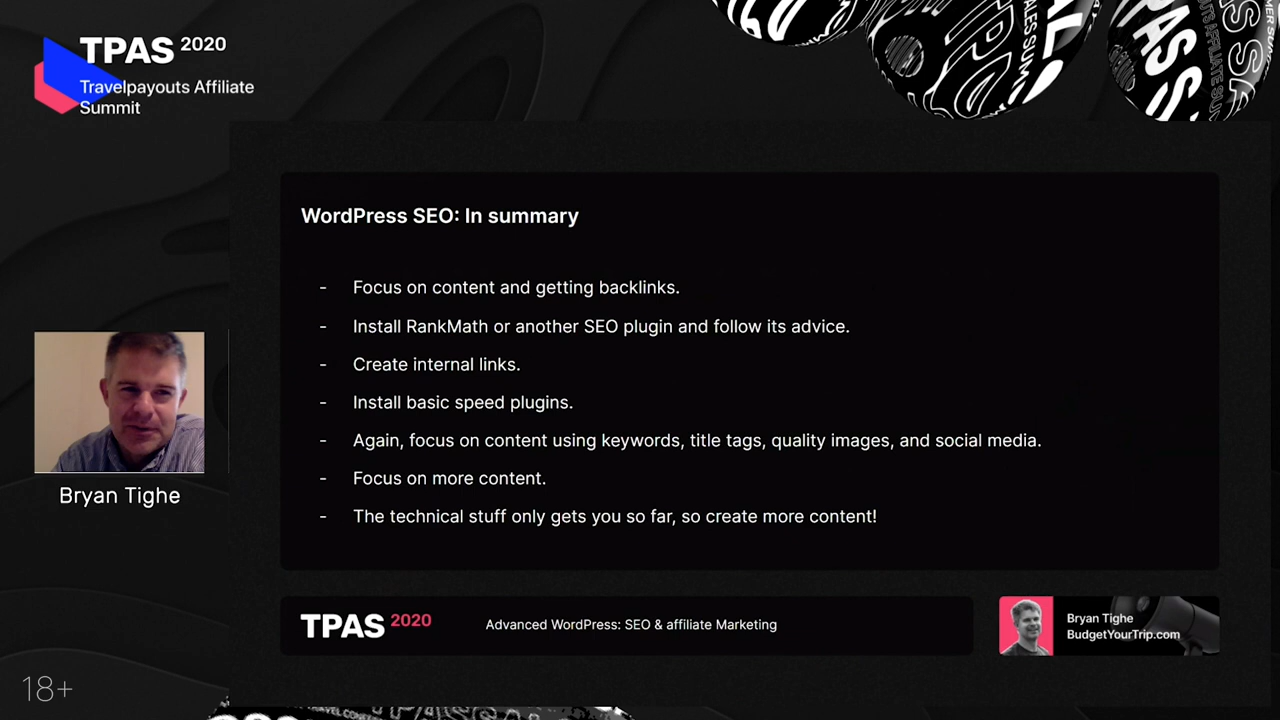 TPAS 2020
Travelpayouts Affiliate
Summit
WordPress SEO: In summary
- Focus on content and getting backlinks.
- Install RankMath or another SEO plugin and follow its advice.
- Create internal links.
- Install basic speed plugins.
- Again, focus on content using keywords, title tags, quality images, and social media.
- Focus on more content.
- The technical stuff only gets you so far, so create more content!
Bryan Tighe
TPAS 2020
Advanced WordPress: SEO & affiliate Marketing
Bryan Tighe
BudgetYourTrip.com
18+